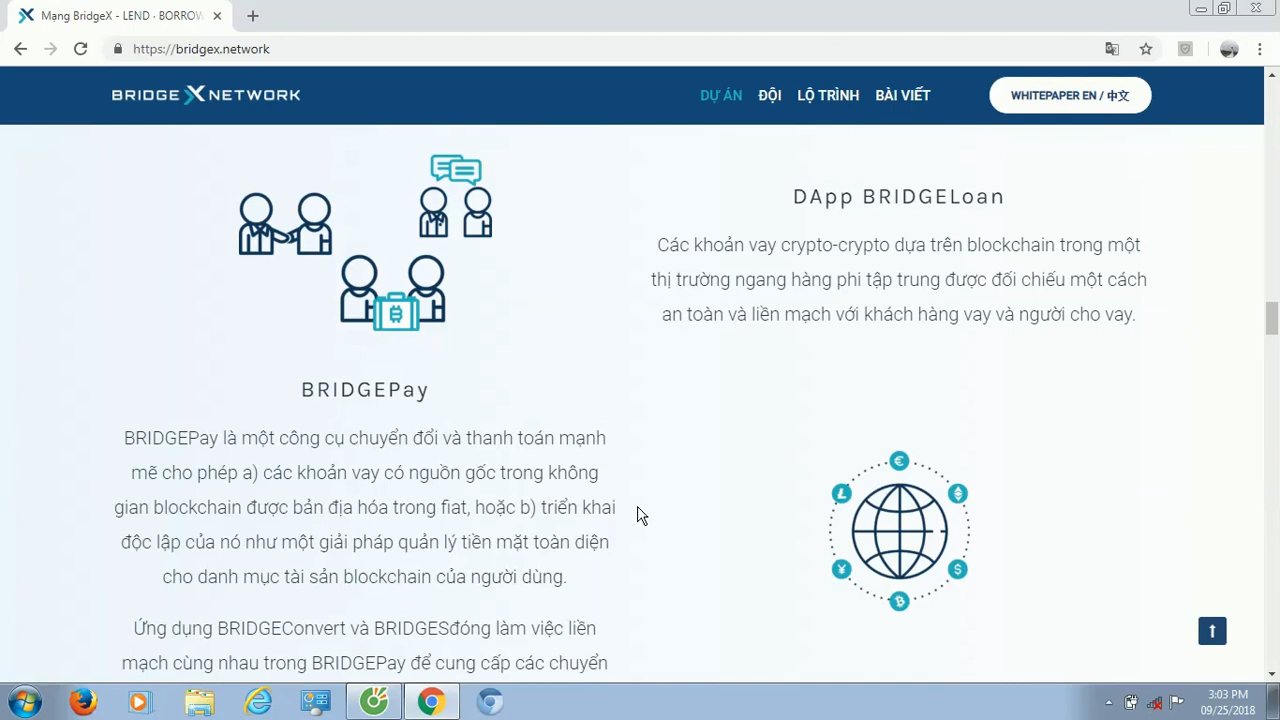 Mạng BridgeX - LEND · BORROW
https://bridgex.network
BRIDGE X NETWORK
DỰ ÁN
ĐỘI
LỘ TRÌNH
BÀI VIẾT
WHITEPAPER EN / 中文
DApp BRIDGELoan
Các khoản vay crypto-crypto dựa trên blockchain trong một
thị trường ngang hàng phi tập trung được đối chiếu một cách
an toàn và liền mạch với khách hàng vay và người cho vay.
BRIDGEPay
BRIDGEPay là một công cụ chuyển đổi và thanh toán mạnh
mẽ cho phép a) các khoản vay có nguồn gốc trong không
gian blockchain được bản địa hóa trong fiat, hoặc b) triển khai
độc lập của nó như một giải pháp quản lý tiền mặt toàn diện
cho danh mục tài sản blockchain của người dùng.
Ứng dụng BRIDGEConvert và BRIDGESđóng làm việc liền
mạch cùng nhau trong BRIDGEPay để cung cấp các chuyển
3:03 PM
09/25/2018